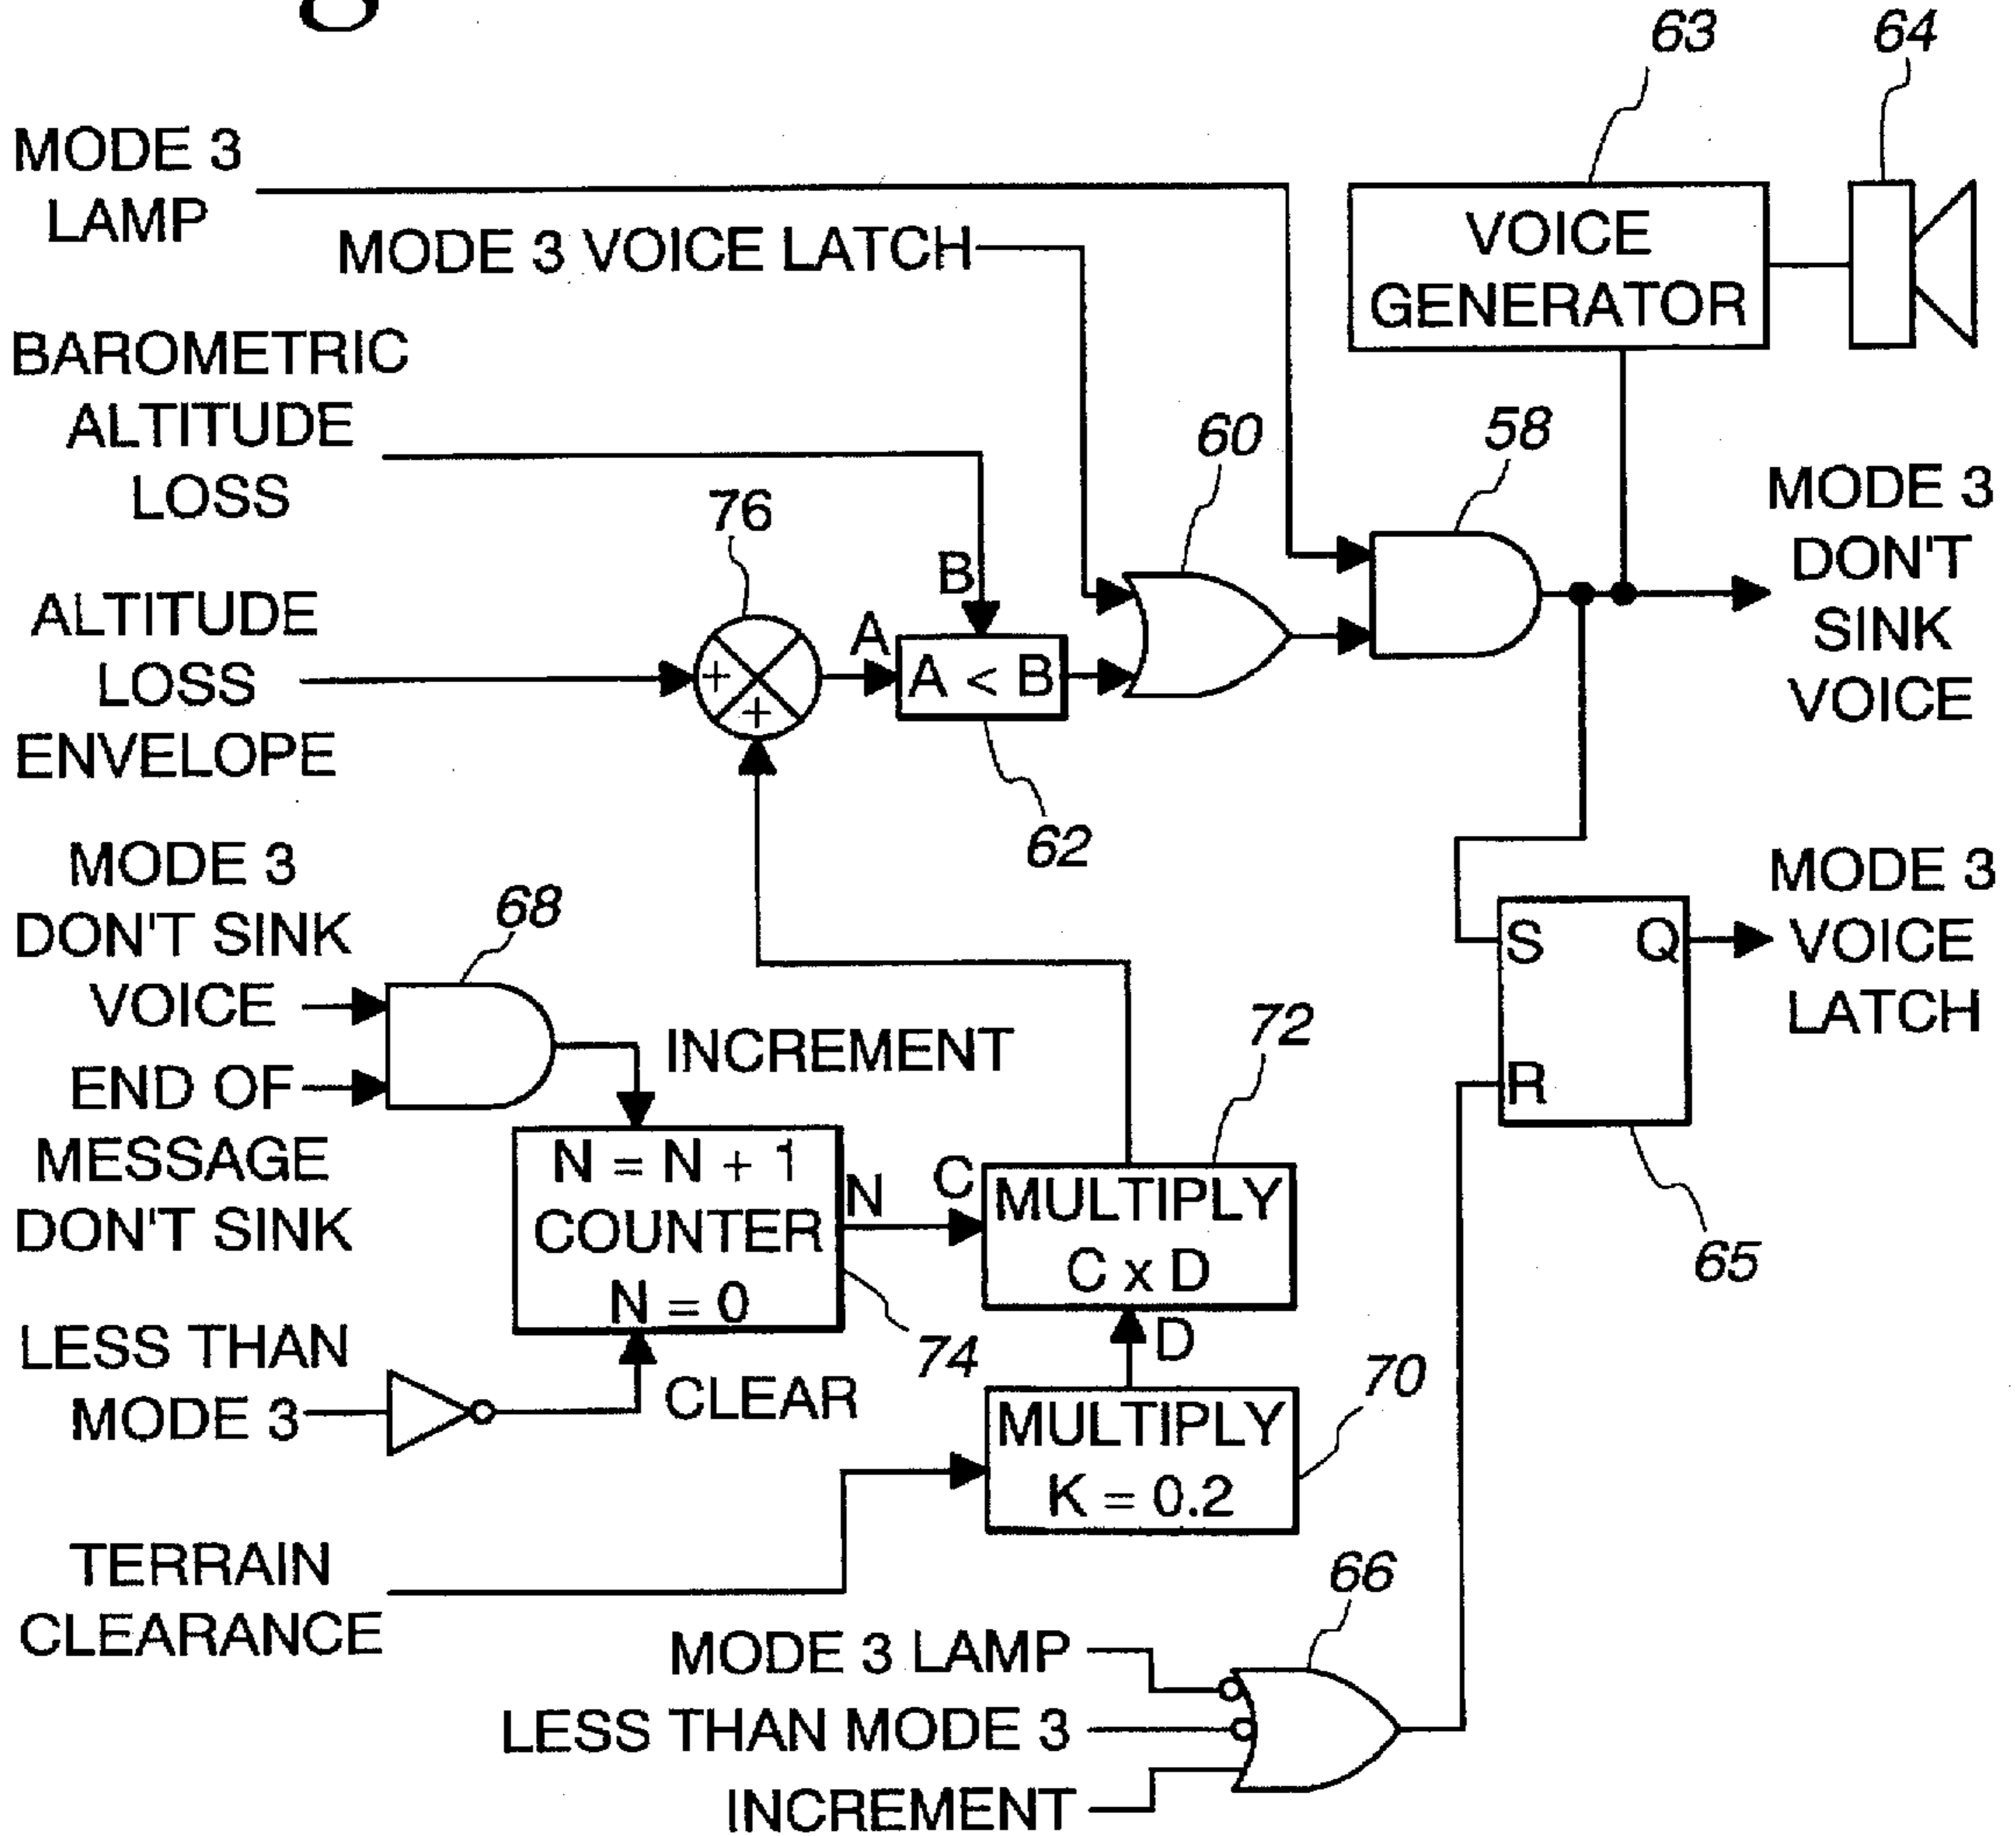 63
64
MODE 3
LAMP
MODE 3 VOICE LATCH
VOICE
GENERATOR
BAROMETRIC
ALTITUDE
LOSS
60
58
76
MODE 3
DON'T
SINK
VOICE
B
ALTITUDE
LOSS
ENVELOPE
+
+
A
A < B
62
MODE 3
DON'T SINK
VOICE
68
END OF
MESSAGE
DON'T SINK
INCREMENT
72
S
Q
R
MODE 3
VOICE
LATCH
65
N = N + 1
COUNTER
N = 0
N
C
MULTIPLY
C x D
74
D
LESS THAN
MODE 3
CLEAR
70
MULTIPLY
K = 0.2
TERRAIN
CLEARANCE
66
MODE 3 LAMP
LESS THAN MODE 3
INCREMENT